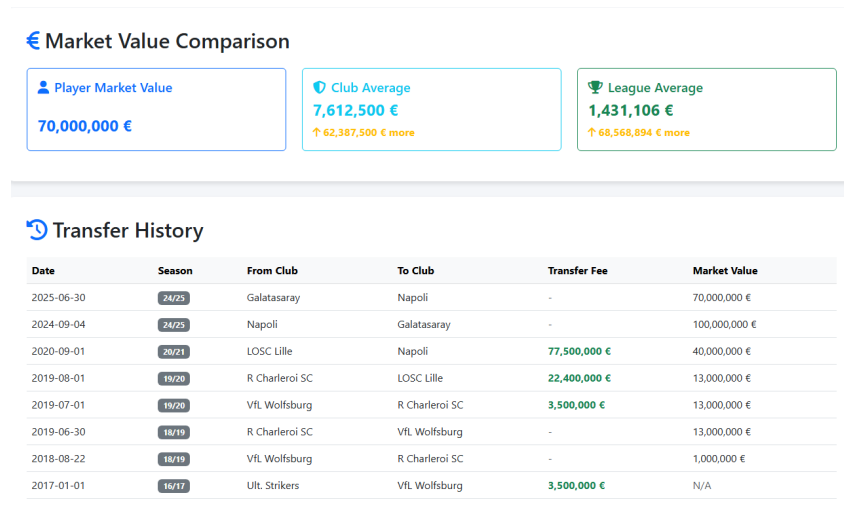 € Market Value Comparison
Player Market Value
70,000,000 €
Club Average
7,612,500 €
↑ 62,387,500 € more
League Average
1,431,106 €
↑ 68,568,894 € more
Transfer History
Date Season From Club To Club Transfer Fee Market Value
2025-06-30 24/25 Galatasaray Napoli - 70,000,000 €
2024-09-04 24/25 Napoli Galatasaray - 100,000,000 €
2020-09-01 20/21 LOSC Lille Napoli 77,500,000 € 40,000,000 €
2019-08-01 19/20 R Charleroi SC LOSC Lille 22,400,000 € 13,000,000 €
2019-07-01 19/20 VfL Wolfsburg R Charleroi SC 3,500,000 € 13,000,000 €
2019-06-30 18/19 R Charleroi SC VfL Wolfsburg - 13,000,000 €
2018-08-22 18/19 VfL Wolfsburg R Charleroi SC - 1,000,000 €
2017-01-01 16/17 Ult. Strikers VfL Wolfsburg 3,500,000 € N/A